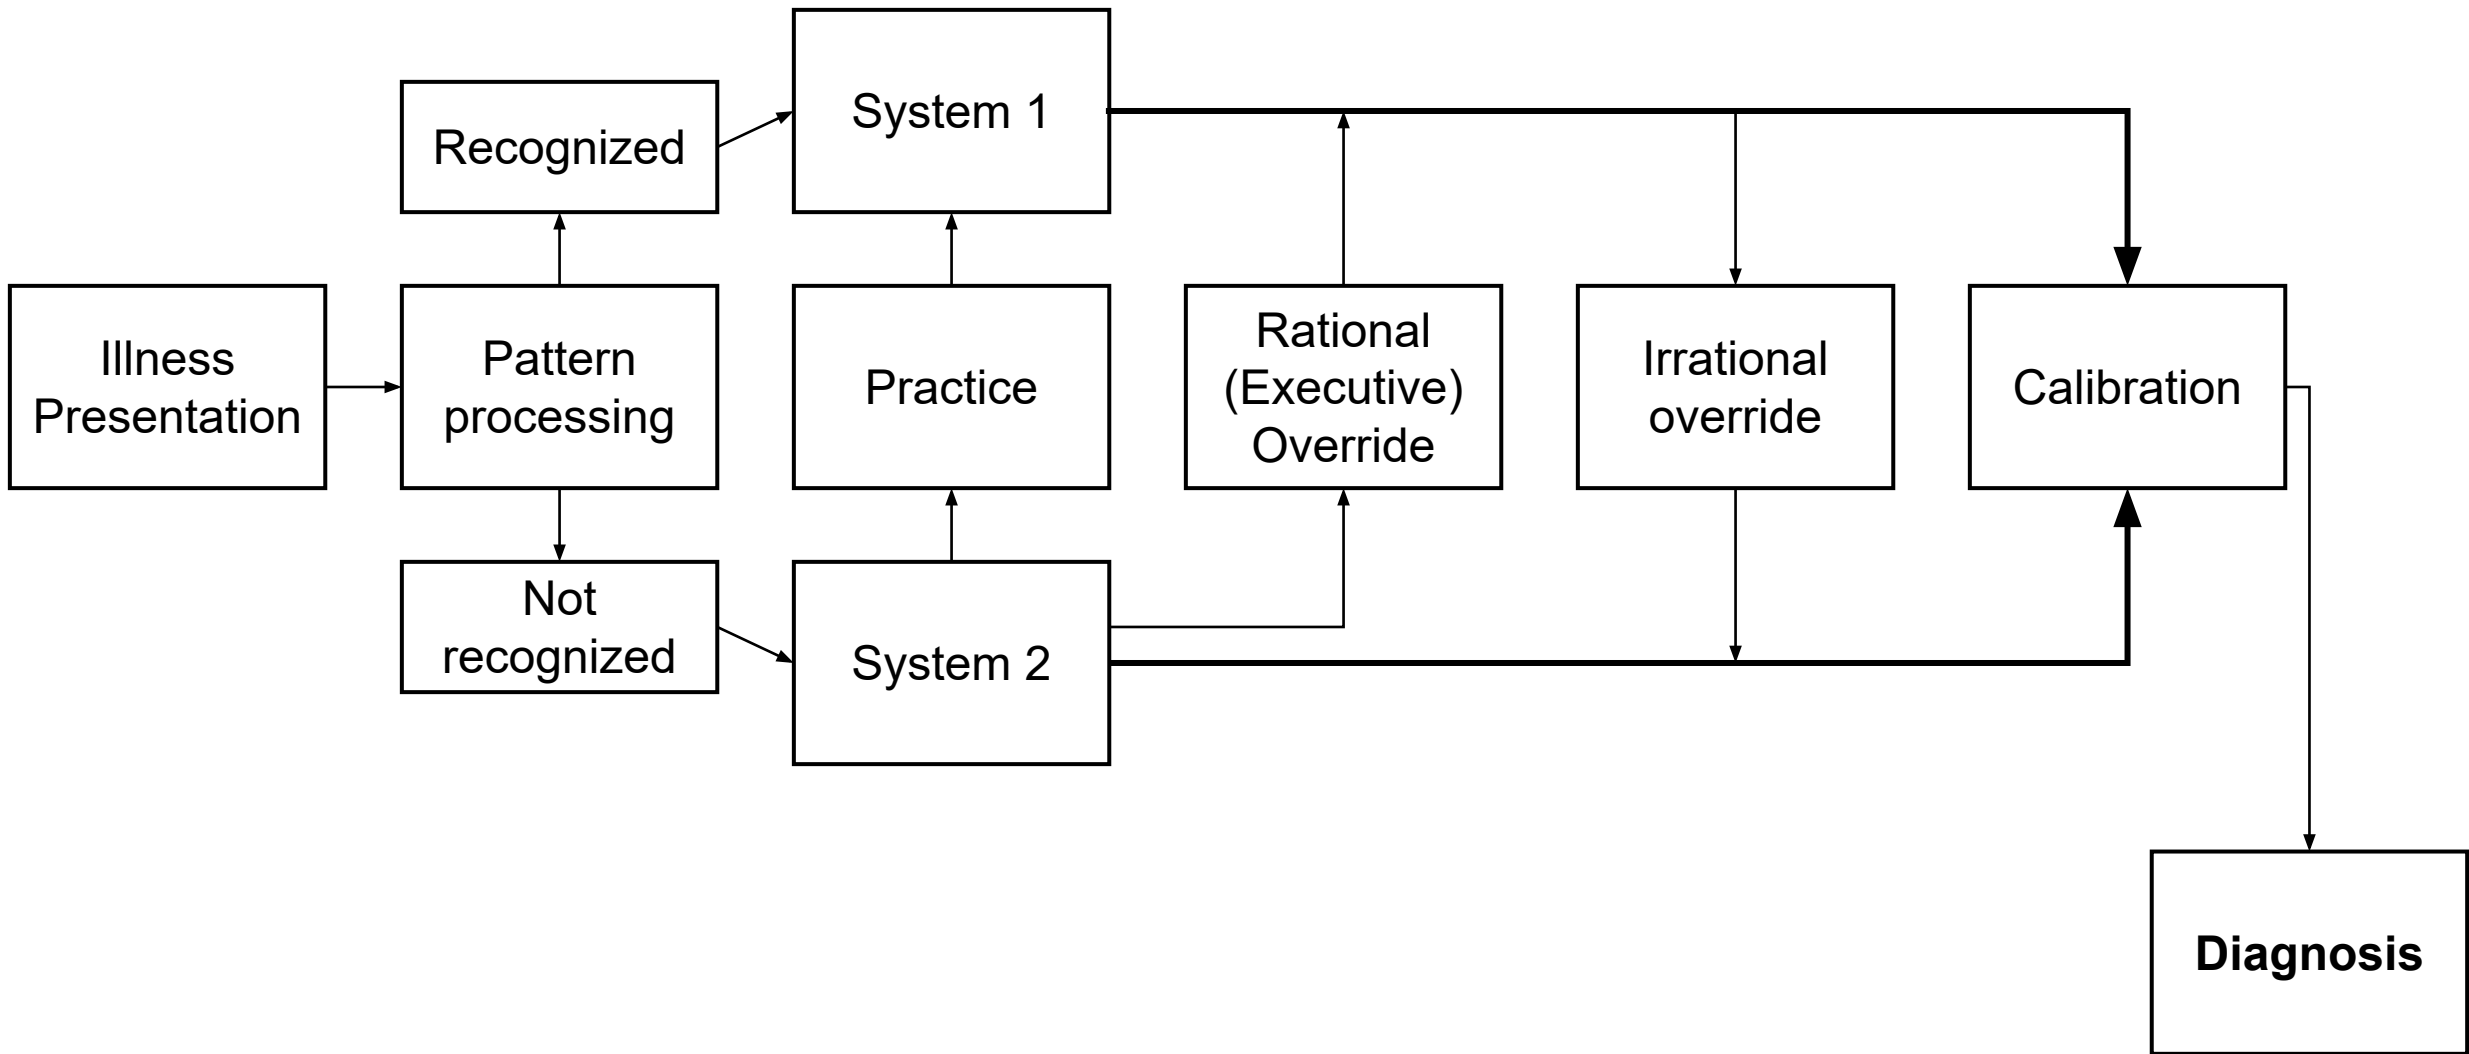 System 1
Recognized
Illness
Presentation
Pattern
processing
Practice
Rational
(Executive)
Override
Irrational
override
Calibration
Not
recognized
System 2
Diagnosis